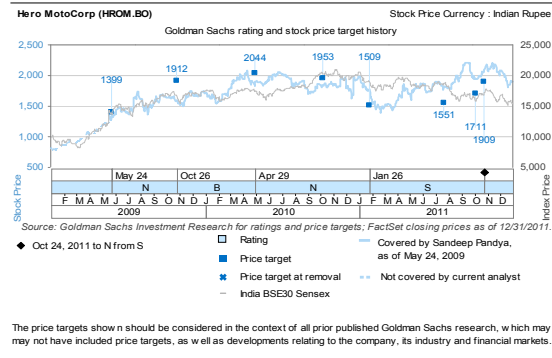 Hero MotoCorp (HROM.BO) Stock Price Currency : Indian Rupee
Goldman Sachs rating and stock price target history
2,500 25,000
2,000 20,000
1,500 15,000
1,000 10,000
500 5,000
1399 1912 2044 1953 1509 1551 1711 1909
Stock Price
Index Price
May 24 Oct 26 Apr 29 Jan 26
N B N S
F M A M J J A S O N D J F M A M J J A S O N D J F M A M J J A S O N D
2009 2010 2011
Source: Goldman Sachs Investment Research for ratings and price targets; FactSet closing prices as of 12/31/2011.
Oct 24, 2011 to N from S
Rating
Price target
Price target at removal
India BSE30 Sensex
Covered by Sandeep Pandya,
as of May 24, 2009
Not covered by current analyst
The price targets shown should be considered in the context of all prior published Goldman Sachs research, which may
may not have included price targets, as well as developments relating to the company, its industry and financial markets.